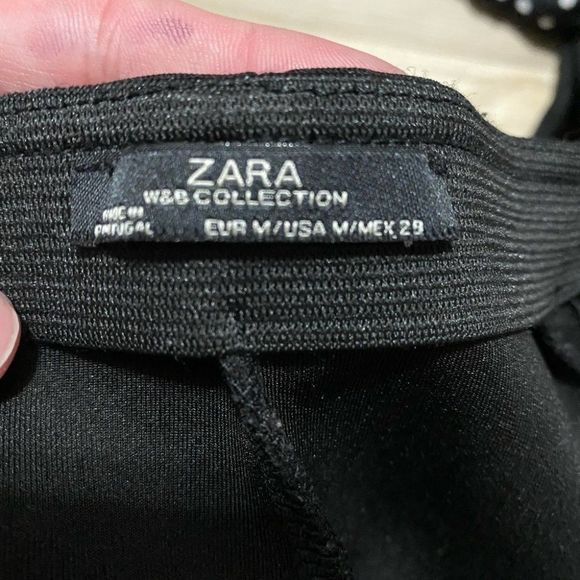 ZARA
W&B COLLECTION
MADE IN
PORTUGAL
EUR M/USA M/MEX 28